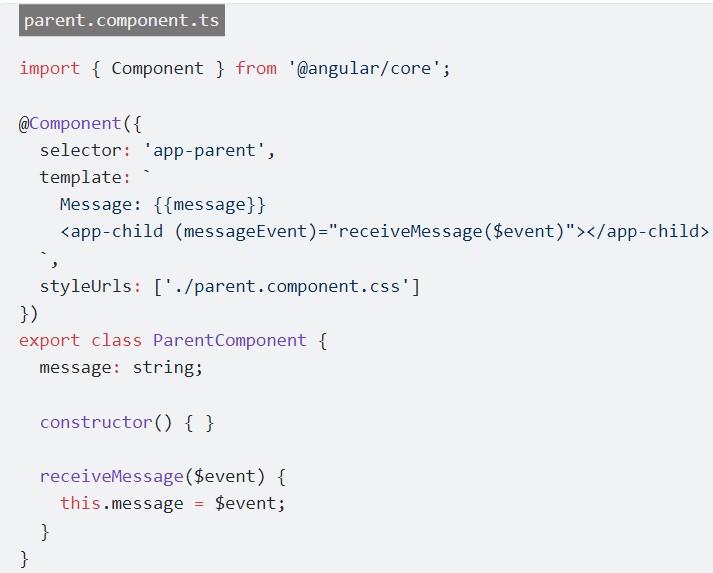 parent.component.ts
import { Component } from '@angular/core';
@Component({
  selector: 'app-parent',
  template: `
    Message: {{message}}
    <app-child (messageEvent)="receiveMessage($event)"></app-child>
  `,
  styleUrls: ['./parent.component.css']
})
export class ParentComponent {
  message: string;
  constructor() { }
  receiveMessage($event) {
    this.message = $event;
  }
}